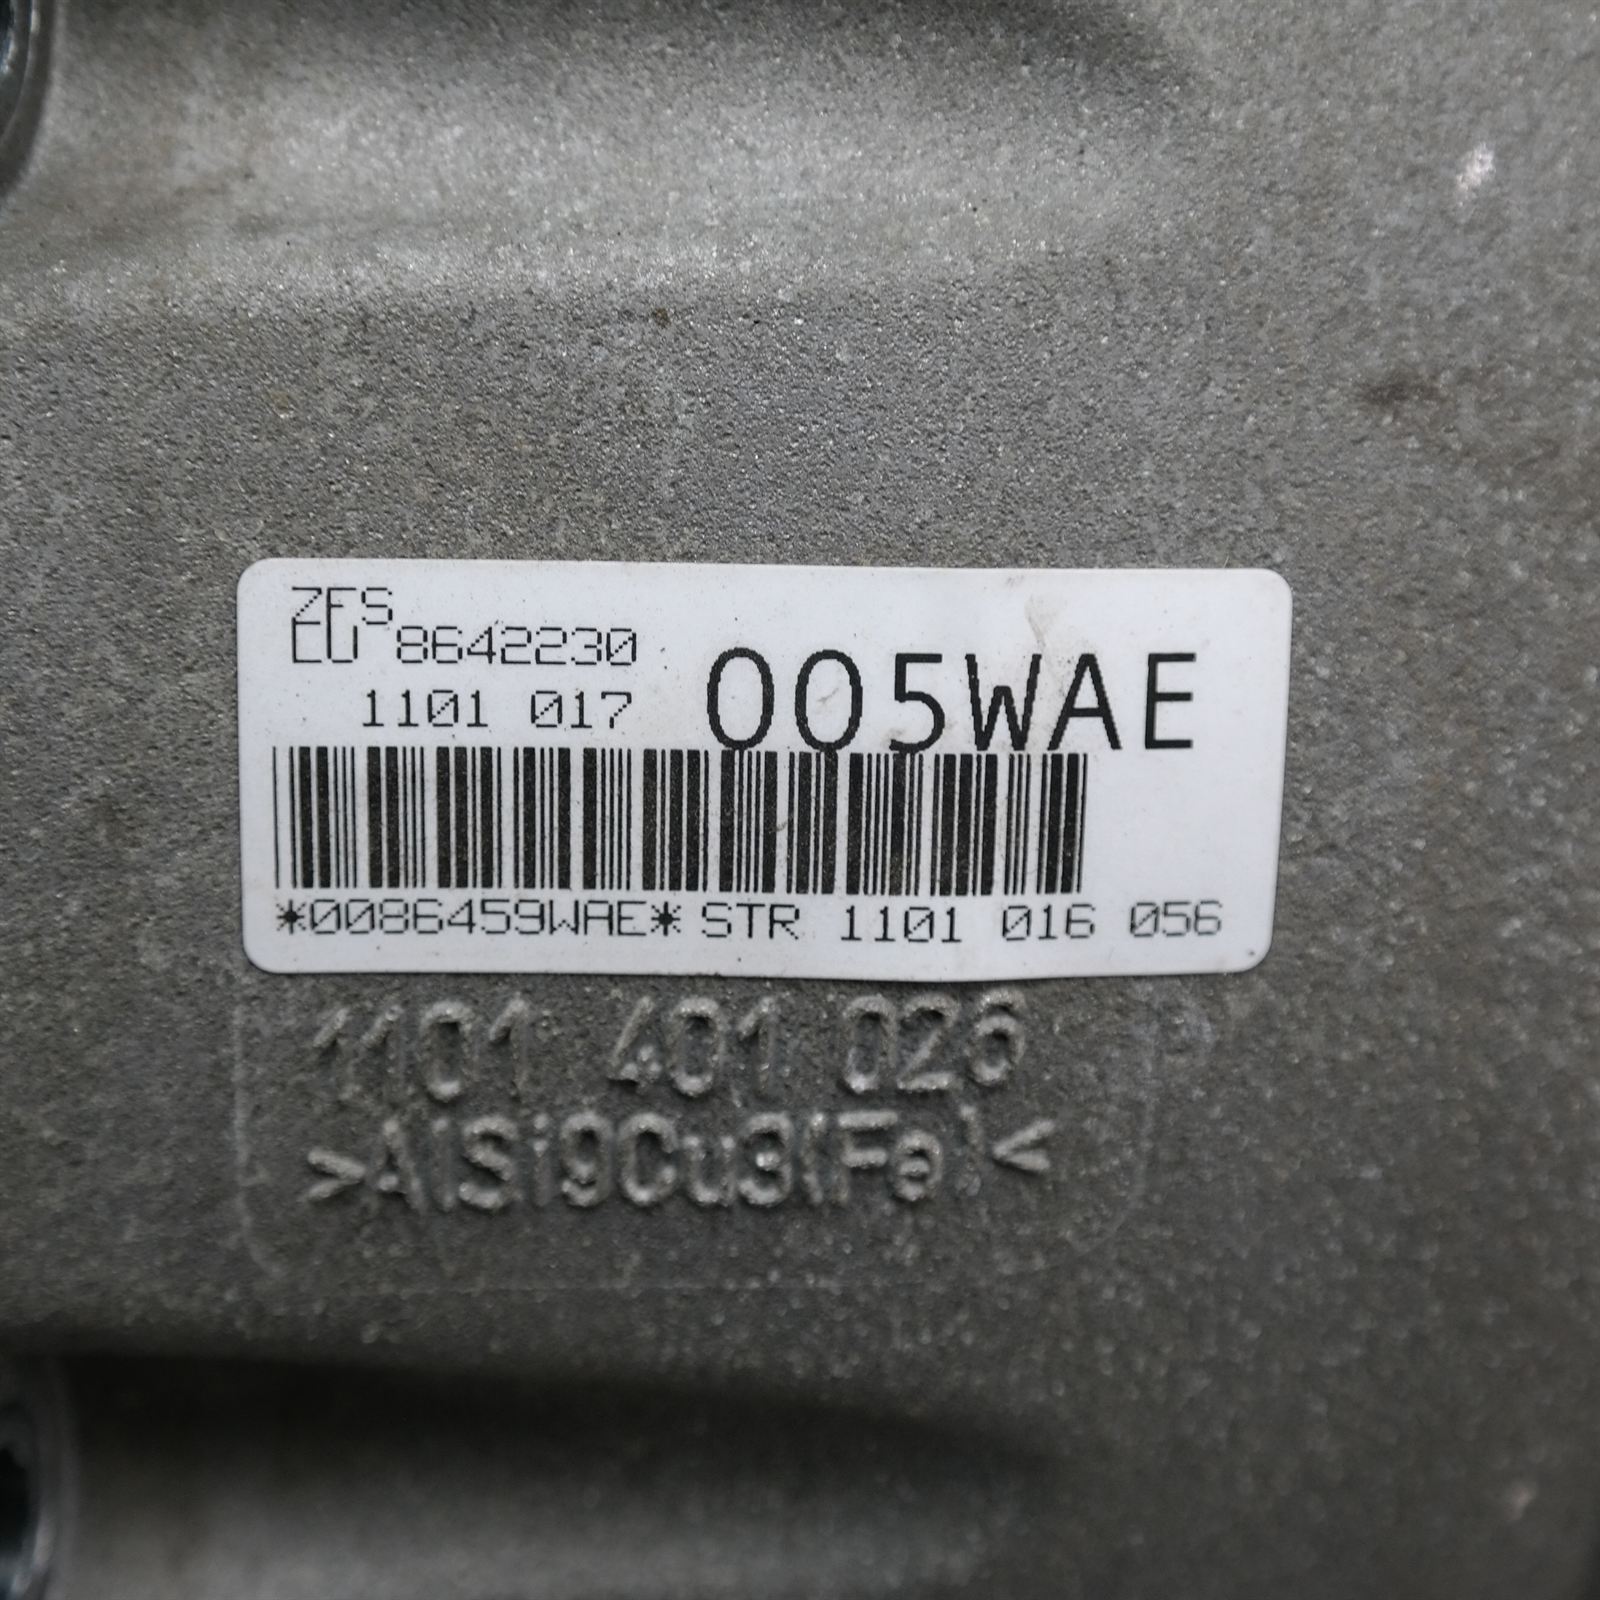 ZFS
EU 8642230
1101 017
005WAE
*0086459WAE* STR 1101 016 056
1101 401 026
>AlSi9Cu3(Fe)<